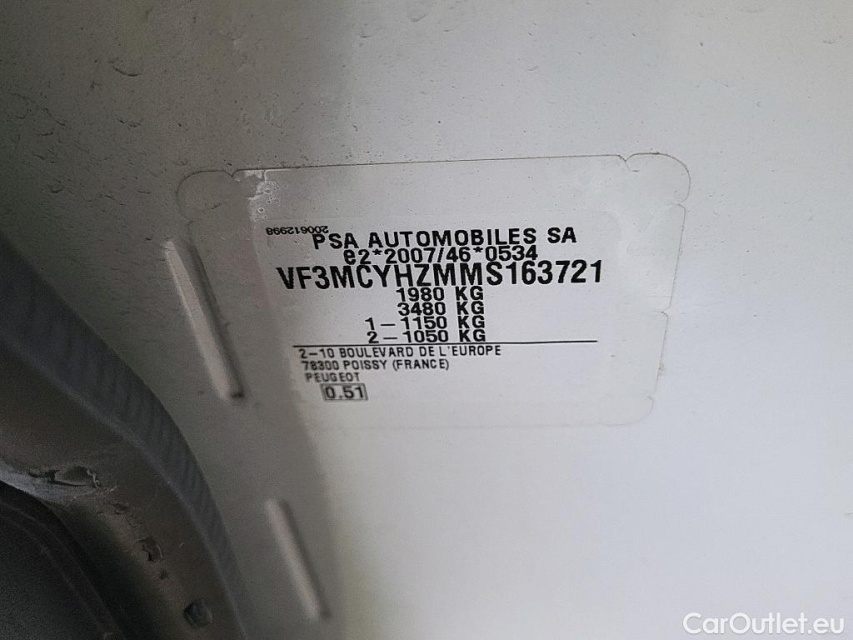 200612998
PSA AUTOMOBILES SA
e2*2007/46*0534
VF3MCYHZMMS163721
1980 KG
3480 KG
1-1150 KG
2-1050 KG
2-10 BOULEVARD DE L'EUROPE
78300 POISSY (FRANCE)
PEUGEOT
0.51
CarOutlet.eu